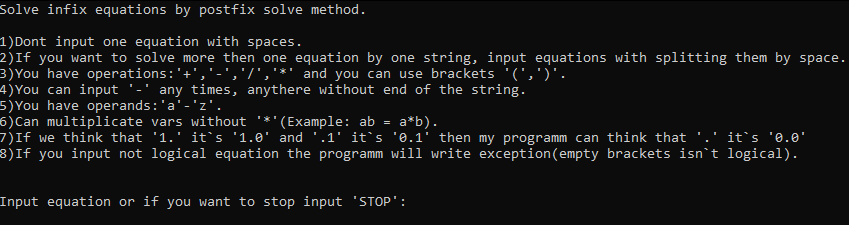 Solve infix equations by postfix solve method.
1)Dont input one equation with spaces.
2)If you want to solve more then one equation by one string, input equations with splitting them by space.
3)You have operations:'+','-','/','*' and you can use brackets '(',')'.
4)You can input '-' any times, anythere without end of the string.
5)You have operands:'a'-'z'.
6)Can multiplicate vars without '*'(Example: ab = a*b).
7)If we think that '1.' it`s '1.0' and '.1' it`s '0.1' then my programm can think that '.' it`s '0.0'
8)If you input not logical equation the programm will write exception(empty brackets isn`t logical).
Input equation or if you want to stop input 'STOP':